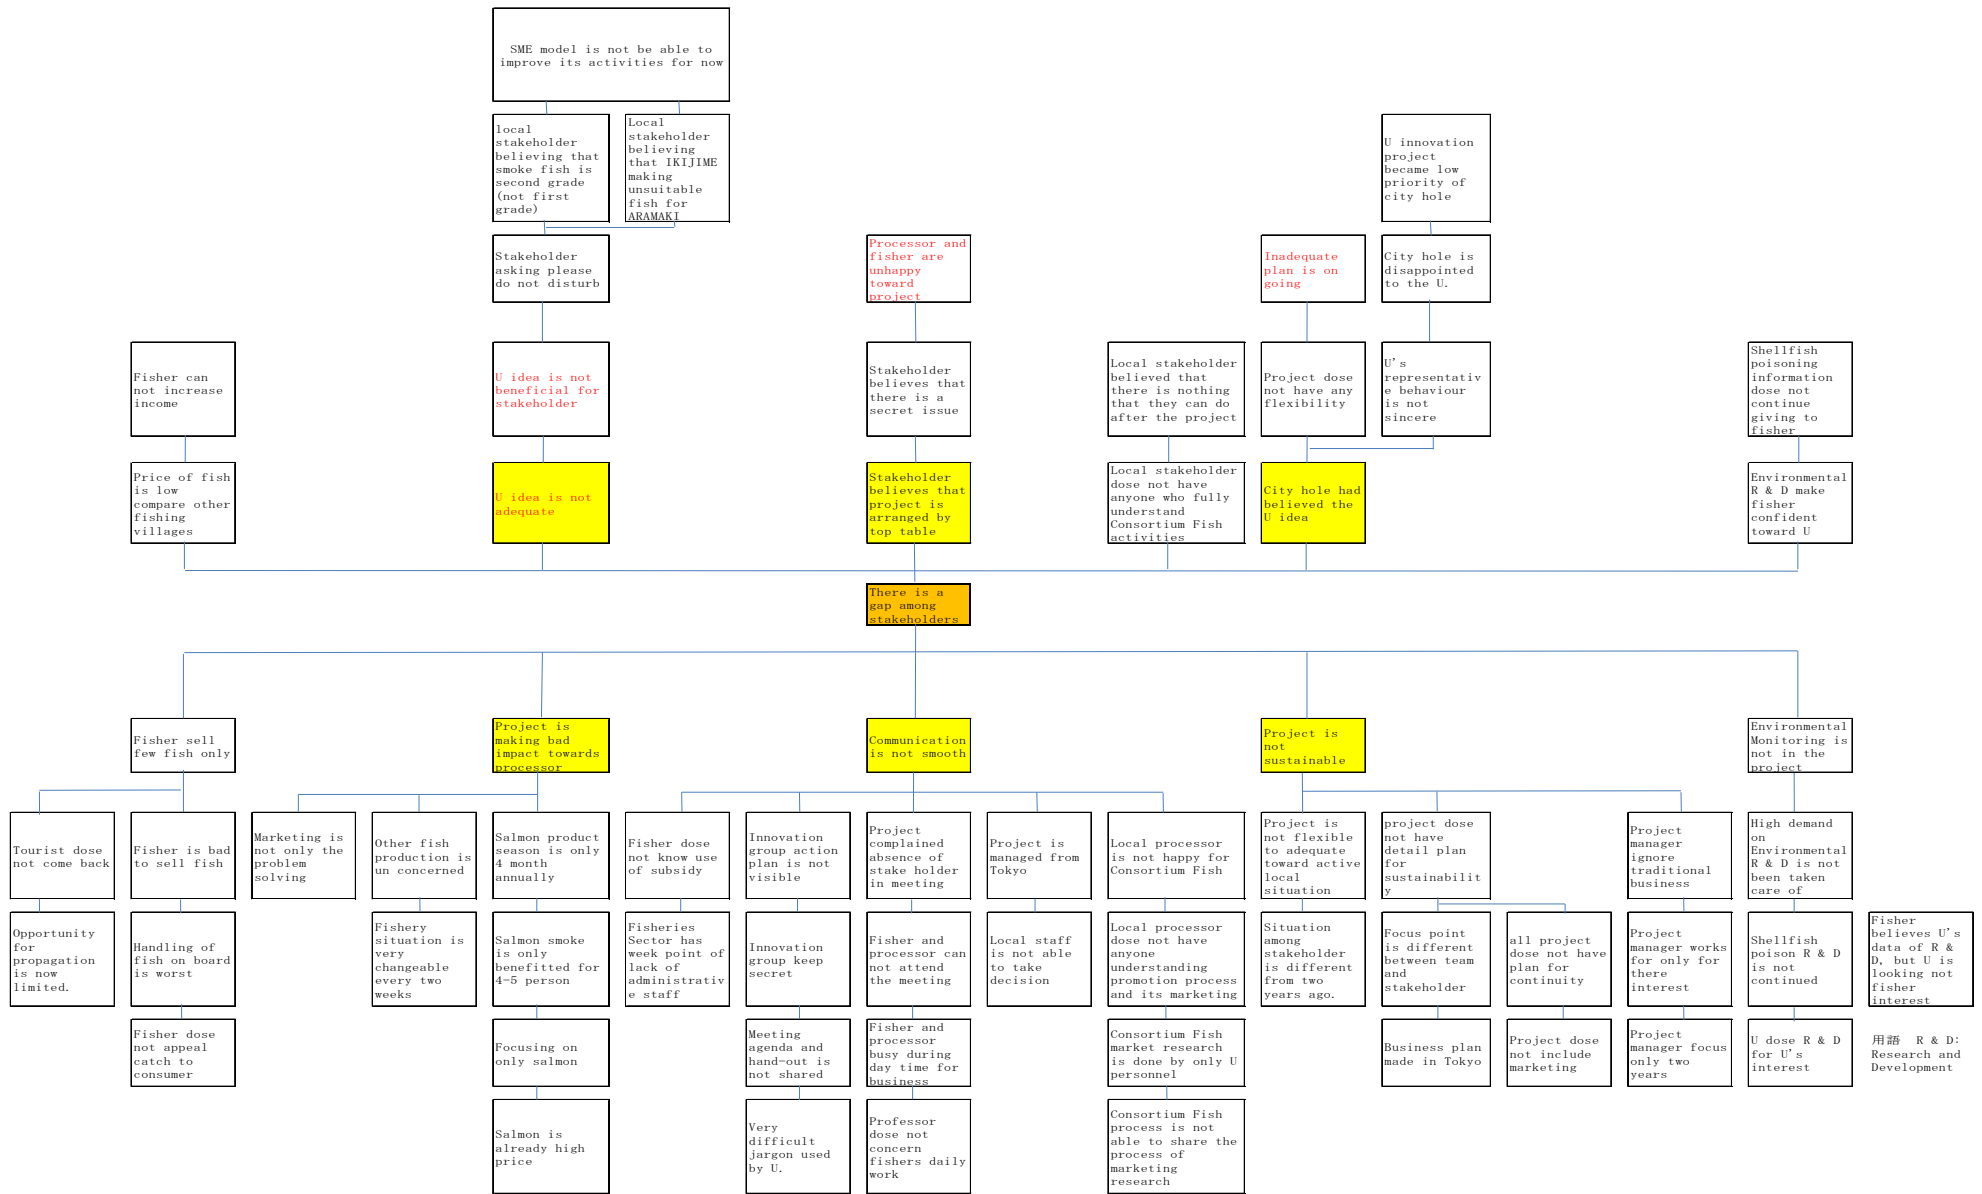 SME model is not be able to
improve its activities for now
local
stakeholder
believing that
smoke fish is
second grade
(not first
grade)
Local
stakeholder
believing
that IKIJIME
making
unsuitable
fish for
ARAMAKI
U innovation
project
became low
priority of
city hole
Stakeholder
asking please
do not disturb
Processor and
fisher are
unhappy
toward
project
Inadequate
plan is on
going
City hole is
disappointed
to the U.
Fisher can
not increase
income
U idea is not
beneficial for
stakeholder
Stakeholder
believes that
there is a
secret issue
Local stakeholder
believed that
there is nothing
that they can do
after the project
Project dose
not have any
flexibility
U's
representativ
e behaviour
is not
sincere
Shellfish
poisoning
information
dose not
continue
giving to
fisher
Price of fish
is low
compare other
fishing
villages
U idea is not
adequate
Stakeholder
believes that
project is
arranged by
top table
Local stakeholder
dose not have
anyone who fully
understand
Consortium Fish
activities
City hole had
believed the
U idea
Environmental
R & D make
fisher
confident
toward U
There is a
gap among
stakeholders
Fisher sell
few fish only
Project is
making bad
impact towards
processor
Communication
is not smooth
Project is
not
sustainable
Environmental
Monitoring is
not in the
project
Tourist dose
not come back
Fisher is bad
to sell fish
Marketing is
not only the
problem
solving
Other fish
production is
un concerned
Salmon product
season is only
4 month
annually
Fisher dose
not know use
of subsidy
Innovation
group action
plan is not
visible
Project
complained
absence of
stake holder
in meeting
Project is
managed from
Tokyo
Local processor
is not happy for
Consortium Fish
Project is
not flexible
to adequate
toward active
local
situation
project dose
not have
detail plan
for
sustainabilit
y
Project
manager
ignore
traditional
business
High demand
on
Environmental
R & D is not
been taken
care of
Opportunity
for
propagation
is now
limited.
Handling of
fish on board
is worst
Fishery
situation is
very
changeable
every two
weeks
Salmon smoke
is only
benefitted for
4-5 person
Fisheries
Sector has
week point of
lack of
administrativ
e staff
Innovation
group keep
secret
Fisher and
processor can
not attend
the meeting
Local staff
is not able
to take
decision
Local processor
dose not have
anyone
understanding
promotion process
and its marketing
Situation
among
stakeholder
is different
from two
years ago.
Focus point
is different
between team
and
stakeholder
all project
dose not have
plan for
continuity
Project
manager works
for only for
there
interest
Shellfish
poison R & D
is not
continued
Fisher
believes U's
data of R &
D, but U is
looking not
fisher
interest
Fisher dose
not appeal
catch to
consumer
Focusing on
only salmon
Meeting
agenda and
hand-out is
not shared
Fisher and
processor
busy during
day time for
business
Consortium Fish
market research
is done by only U
personnel
Business plan
made in Tokyo
Project dose
not include
marketing
Project
manager focus
only two
years
U dose R & D
for U's
interest
用語 R & D:
Research and
Development
Salmon is
already high
price
Very
difficult
jargon used
by U.
Professor
dose not
concern
fishers daily
work
Consortium Fish
process is not
able to share the
process of
marketing
research